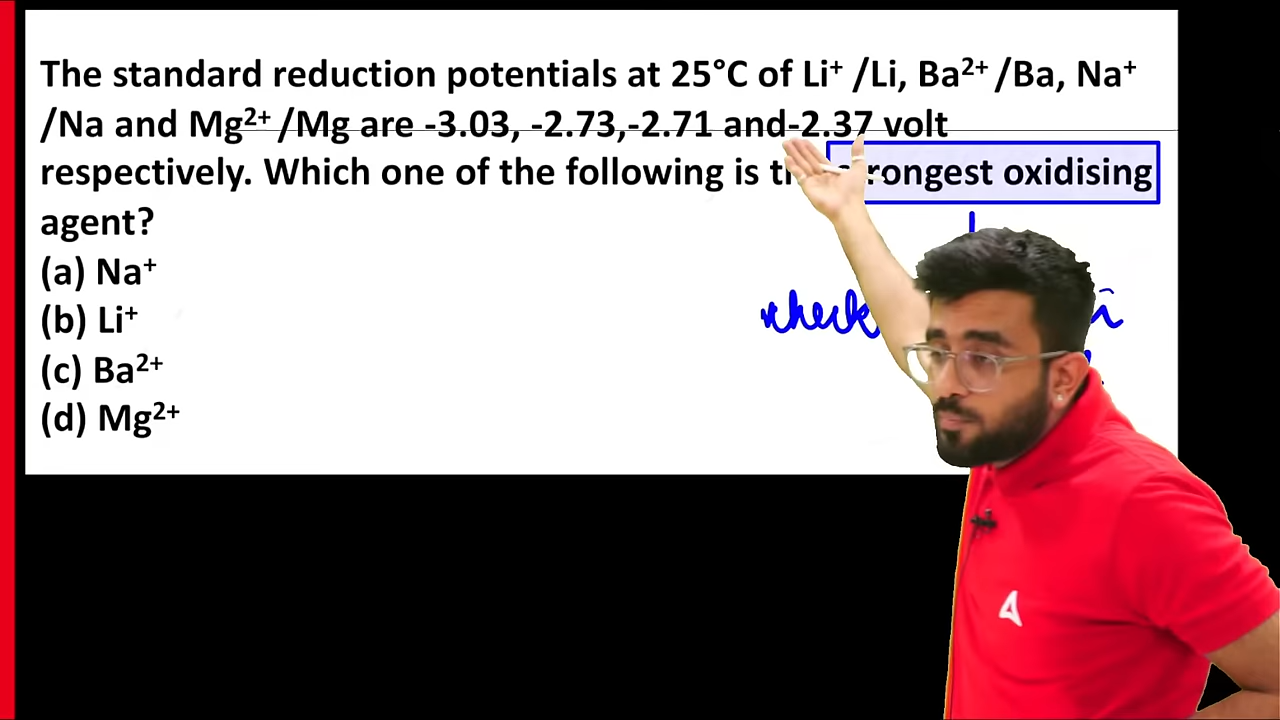 The standard reduction potentials at 25°C of Li⁺ /Li, Ba²⁺ /Ba, Na⁺
/Na and Mg²⁺ /Mg are -3.03, -2.73,-2.71 and-2.37 volt
respectively. Which one of the following is oxidising
agent?
(a) Na⁺
(b) Li⁺
(c) Ba²⁺
(d) Mg²⁺